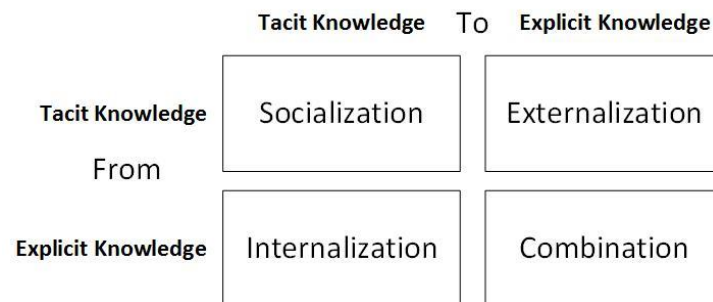 Tacit Knowledge To Explicit Knowledge
Tacit Knowledge Socialization Externalization
From
Explicit Knowledge Internalization Combination